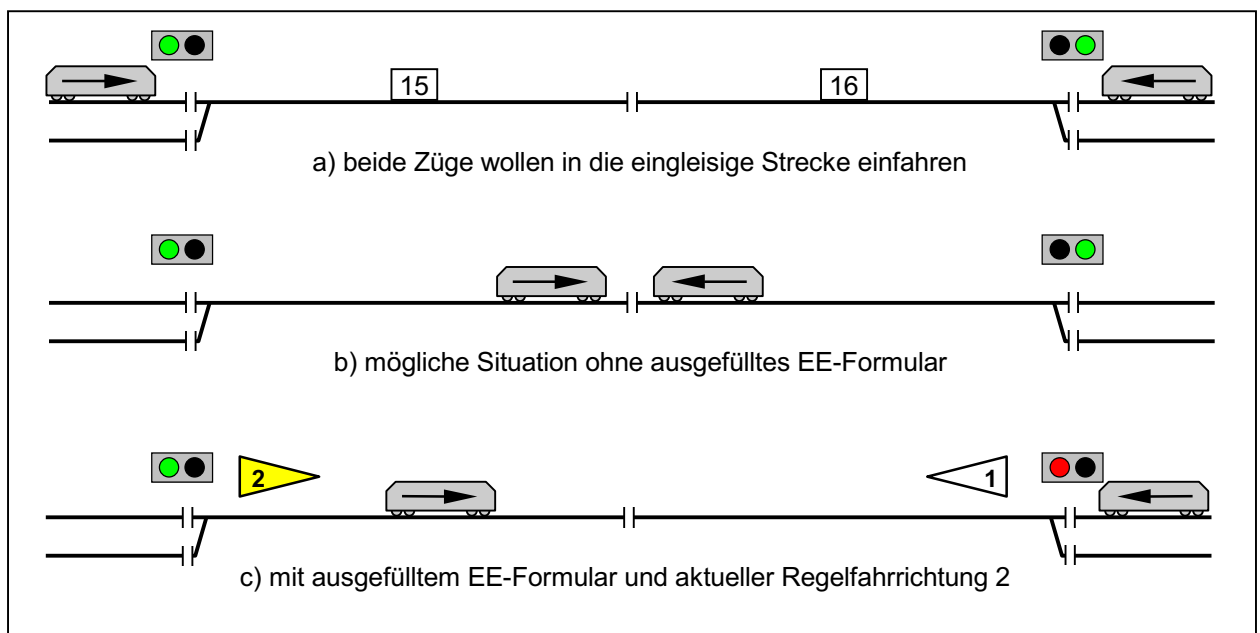 15
16
a) beide Züge wollen in die eingleisige Strecke einfahren
b) mögliche Situation ohne ausgefülltes EE-Formular
2
1
c) mit ausgefülltem EE-Formular und aktueller Regelfahrrichtung 2